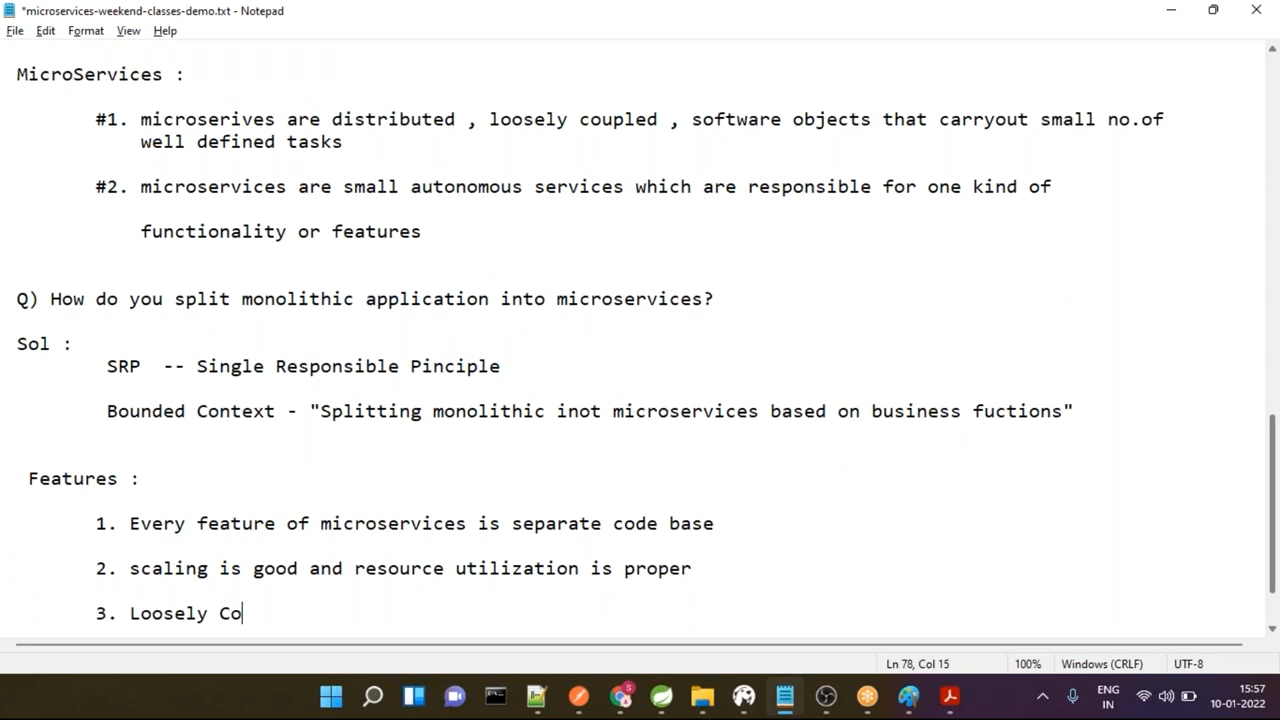 *microservices-weekend-classes-demo.txt - Notepad
File Edit Format View Help
MicroServices :
#1. microserives are distributed , loosely coupled , software objects that carryout small no.of
well defined tasks
#2. microservices are small autonomous services which are responsible for one kind of
functionality or features
Q) How do you split monolithic application into microservices?
Sol :
SRP -- Single Responsible Pinciple
Bounded Context - "Splitting monolithic inot microservices based on business fuctions"
Features :
1. Every feature of microservices is separate code base
2. scaling is good and resource utilization is proper
3. Loosely Co
Ln 78, Col 15 100% Windows (CRLF) UTF-8
S
ENG 15:57
IN 10-01-2022